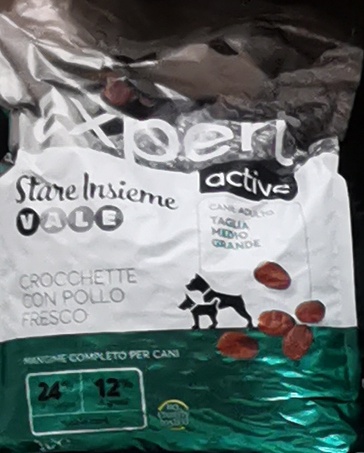 expert
active
Stare Insieme
VALE
CANE ADULTO
TAGLIA
MEDIO
GRANDE
CROCCHETTE
CON POLLO
FRESCO
MANGIME COMPLETO PER CANI
24% 12%